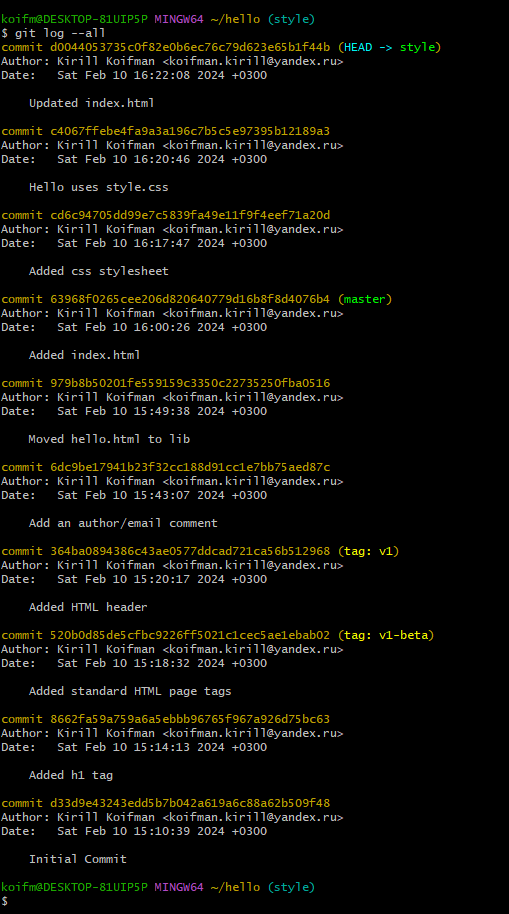 koifm@DESKTOP-81UIP5P MINGW64 ~/hello (style)
$ git log --all
commit d0044053735c0f82e0b6ec76c79d623e65b1f44b (HEAD -> style)
Author: Kirill Koifman <koifman.kirill@yandex.ru>
Date:   Sat Feb 10 16:22:08 2024 +0300

    Updated index.html

commit c4067ffebe4fa9a3a196c7b5c5e97395b12189a3
Author: Kirill Koifman <koifman.kirill@yandex.ru>
Date:   Sat Feb 10 16:20:46 2024 +0300

    Hello uses style.css

commit cd6c94705dd99e7c5839fa49e11f9f4eef71a20d
Author: Kirill Koifman <koifman.kirill@yandex.ru>
Date:   Sat Feb 10 16:17:47 2024 +0300

    Added css stylesheet

commit 63968f0265cee206d820640779d16b8f8d4076b4 (master)
Author: Kirill Koifman <koifman.kirill@yandex.ru>
Date:   Sat Feb 10 16:00:26 2024 +0300

    Added index.html

commit 979b8b50201fe559159c3350c22735250fba0516
Author: Kirill Koifman <koifman.kirill@yandex.ru>
Date:   Sat Feb 10 15:49:38 2024 +0300

    Moved hello.html to lib

commit 6dc9be17941b23f32cc188d91cc1e7bb75aed87c
Author: Kirill Koifman <koifman.kirill@yandex.ru>
Date:   Sat Feb 10 15:43:07 2024 +0300

    Add an author/email comment

commit 364ba0894386c43ae0577ddcad721ca56b512968 (tag: v1)
Author: Kirill Koifman <koifman.kirill@yandex.ru>
Date:   Sat Feb 10 15:20:17 2024 +0300

    Added HTML header

commit 520b0d85de5cfbc9226ff5021c1cec5ae1ebab02 (tag: v1-beta)
Author: Kirill Koifman <koifman.kirill@yandex.ru>
Date:   Sat Feb 10 15:18:32 2024 +0300

    Added standard HTML page tags

commit 8662fa59a759a6a5ebbb96765f967a926d75bc63
Author: Kirill Koifman <koifman.kirill@yandex.ru>
Date:   Sat Feb 10 15:14:13 2024 +0300

    Added h1 tag

commit d33d9e43243edd5b7b042a619a6c88a62b509f48
Author: Kirill Koifman <koifman.kirill@yandex.ru>
Date:   Sat Feb 10 15:10:39 2024 +0300

    Initial Commit

koifm@DESKTOP-81UIP5P MINGW64 ~/hello (style)
$